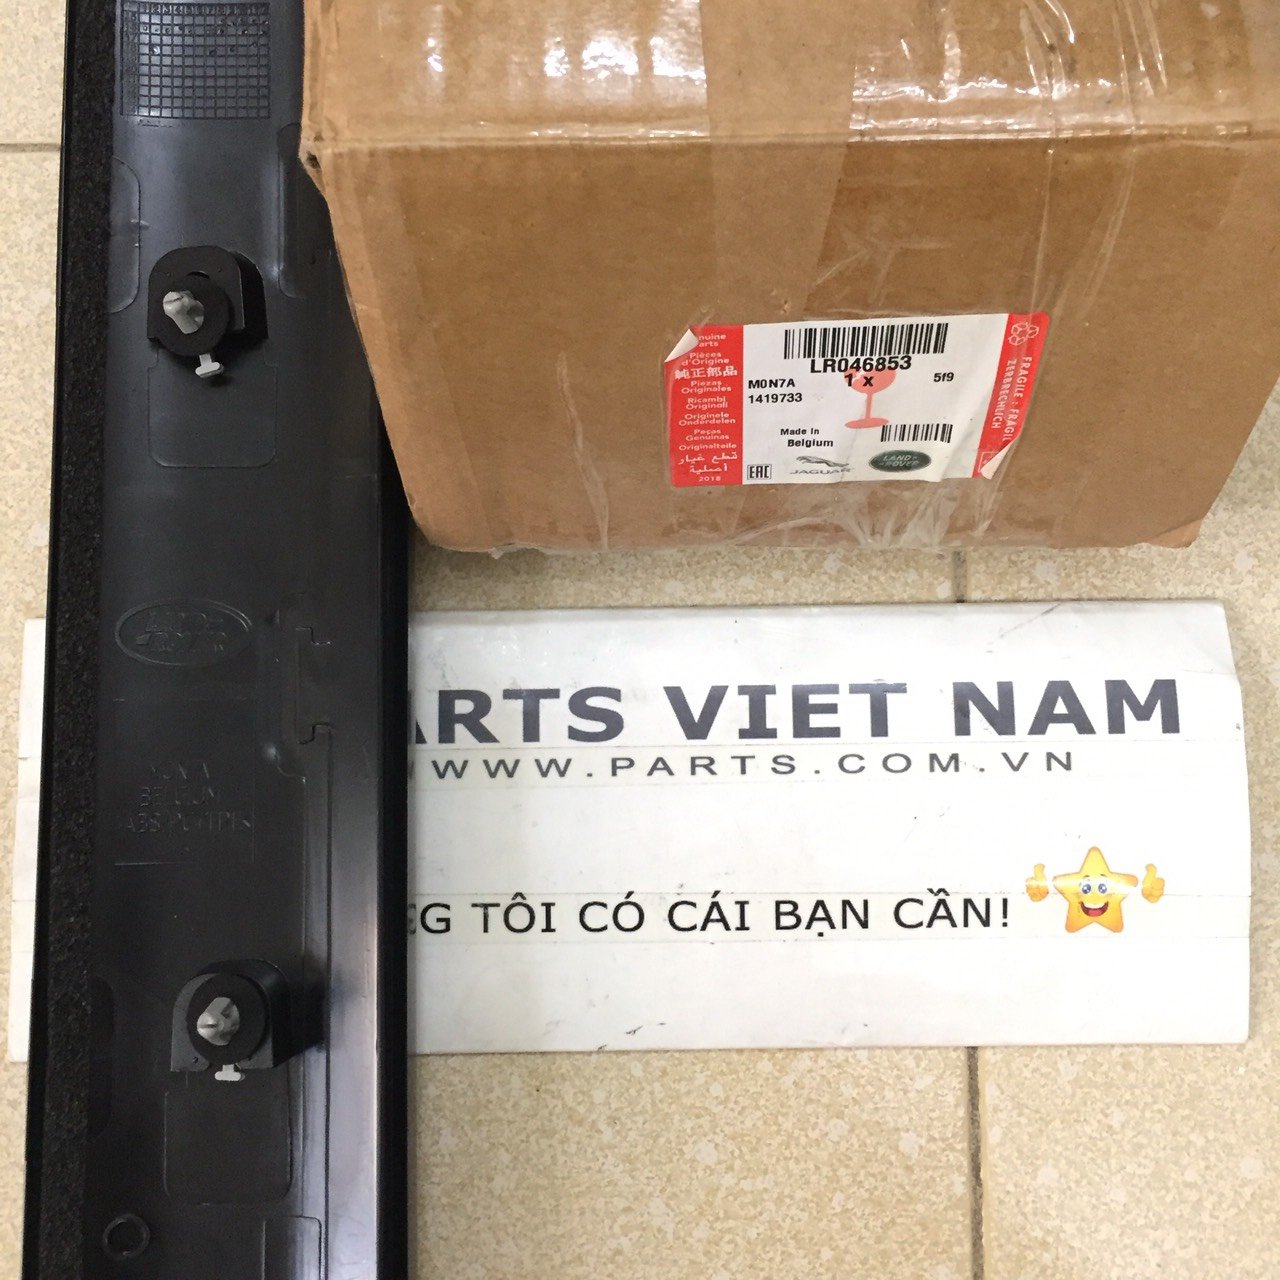 Pièces
d'Origine
純正部品
Piezas
Originales
Ricambi
Originali
Originele
Onderdelen
Peças
Genuínas
Originalteile
قطع غيار
أصلية
2018
LR046853
1 x
5f9
M0N7A
1419733
Made in
Belgium
EAC
JAGUAR
LAND
ROVER
FRAGILE : FRAGIL
ZERBRECHLICH
ARTS VIET NAM
WWW.PARTS.COM.VN
G TÔI CÓ CÁI BẠN CẦN!
BELGIUM